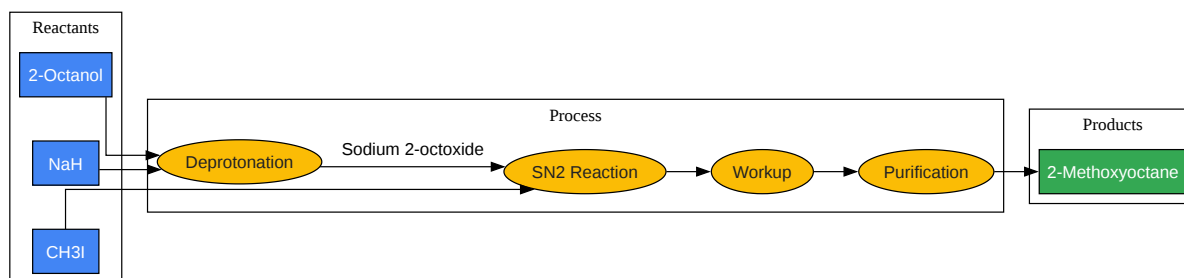 Reactants
2-Octanol
NaH
CH3I
Process
Deprotonation
Sodium 2-octoxide
SN2 Reaction
Workup
Purification
Products
2-Methoxyoctane